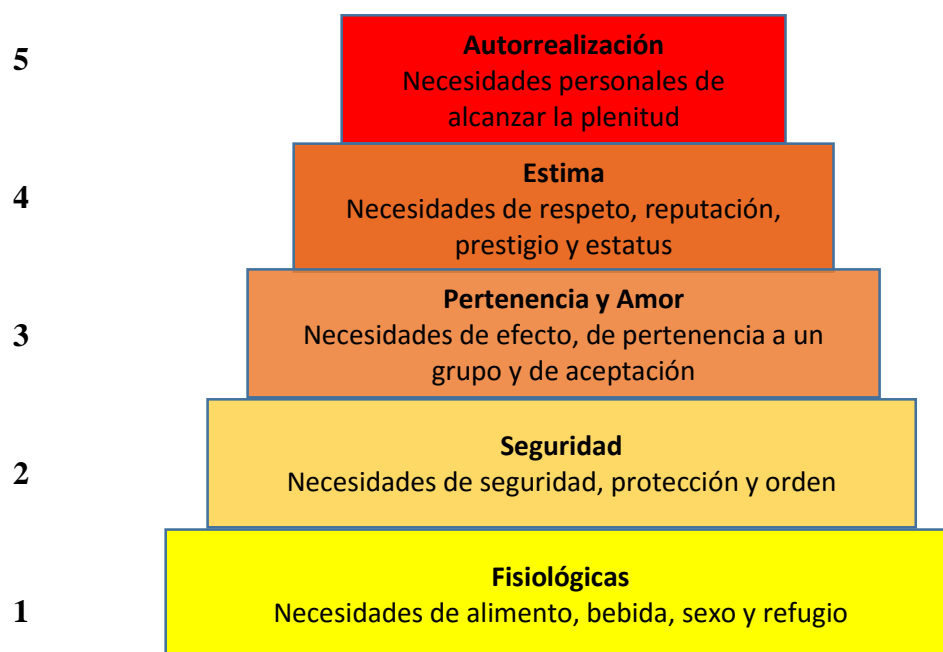 5
Autorrealización
Necesidades personales de
alcanzar la plenitud
4
Estima
Necesidades de respeto, reputación,
prestigio y estatus
3
Pertenencia y Amor
Necesidades de efecto, de pertenencia a un
grupo y de aceptación
2
Seguridad
Necesidades de seguridad, protección y orden
1
Fisiológicas
Necesidades de alimento, bebida, sexo y refugio